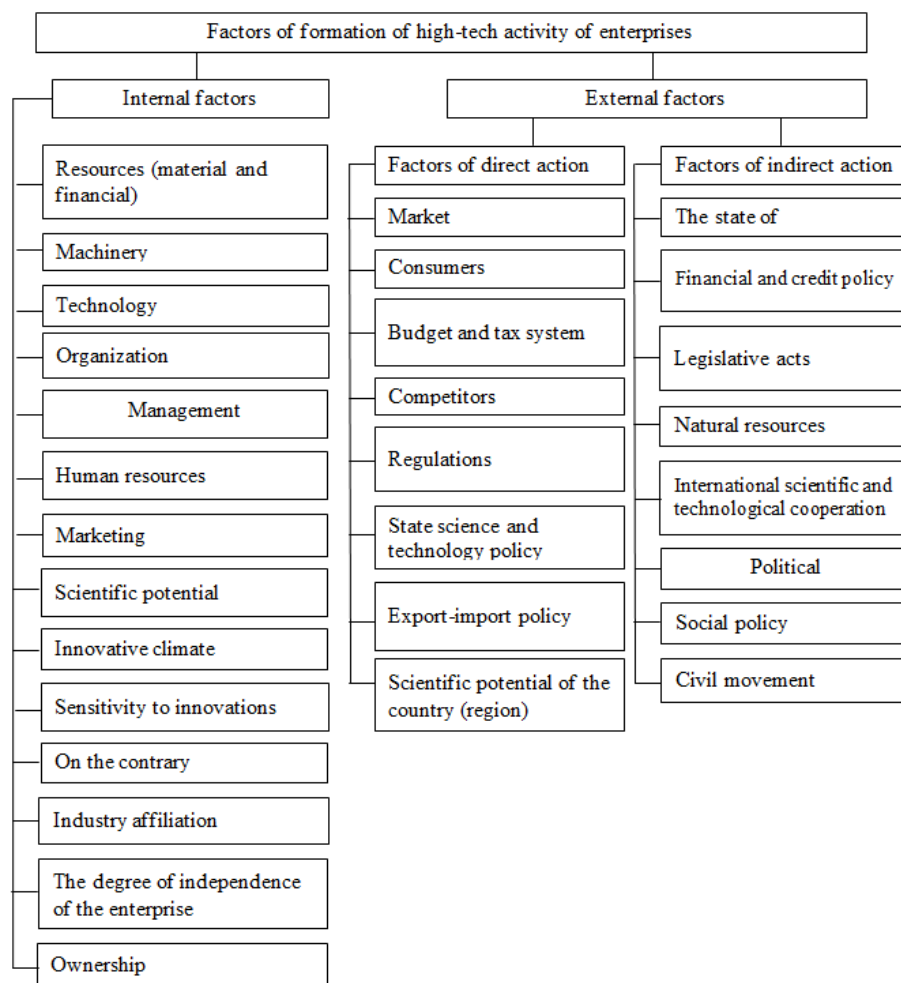 Factors of formation of high-tech activity of enterprises
Internal factors
External factors
Resources (material and
financial)
Machinery
Technology
Organization
Management
Human resources
Marketing
Scientific potential
Innovative climate
Sensitivity to innovations
On the contrary
Industry affiliation
The degree of independence
of the enterprise
Ownership
Factors of direct action
Market
Consumers
Budget and tax system
Competitors
Regulations
State science and
technology policy
Export-import policy
Scientific potential of the
country (region)
Factors of indirect action
The state of
Financial and credit policy
Legislative acts
Natural resources
International scientific and
technological cooperation
Political
Social policy
Civil movement